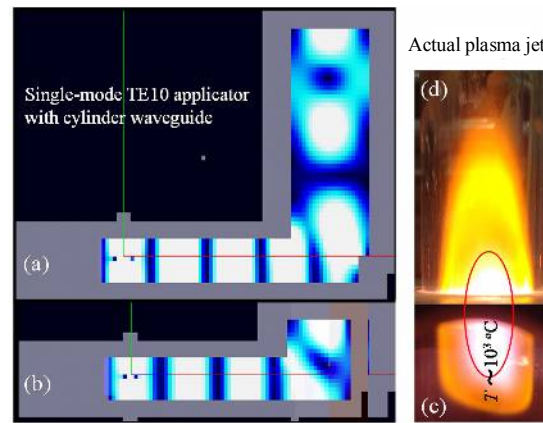 Single-mode TE10 applicator
with cylinder waveguide
(a)
(b)
Actual plasma jet
(d)
T ~10³ °C
(c)